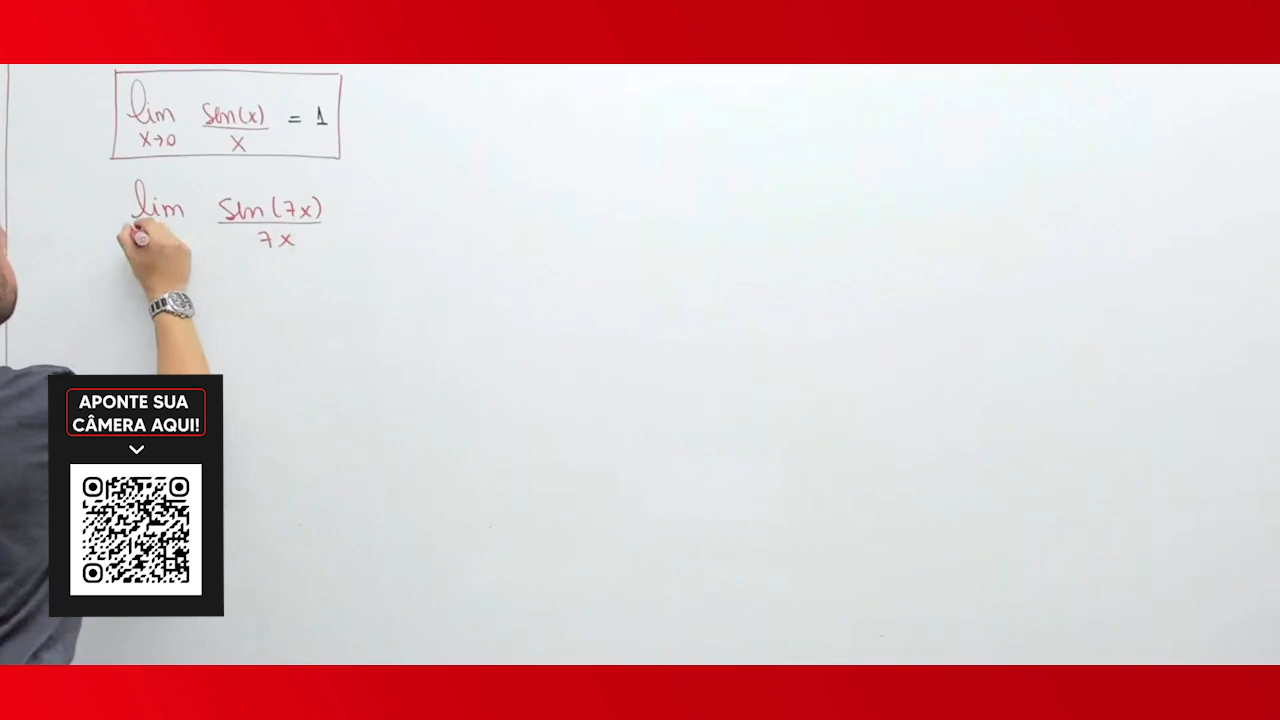 lim sen(x) = 1
x→0 x
lim sen(7x)
7x
APONTE SUA
CÂMERA AQUI!